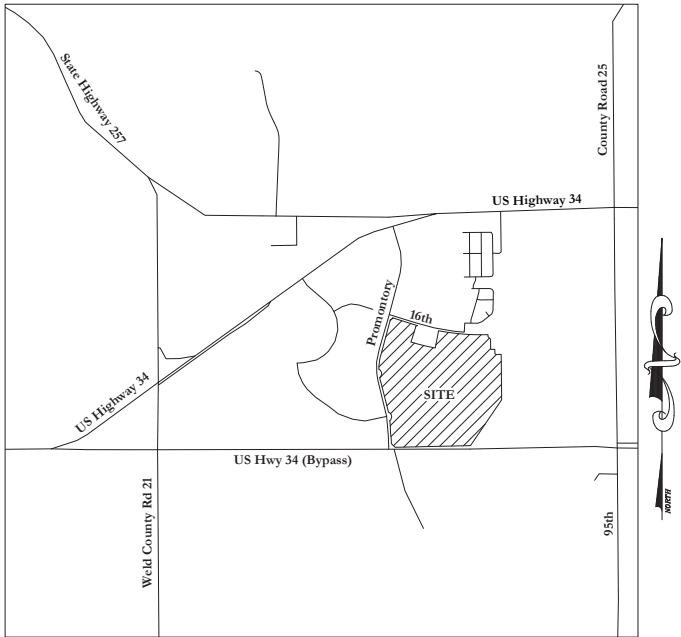 State Highway 257
County Road 25
US Highway 34
Promontory
16th
SITE
US Highway 34
US Hwy 34 (Bypass)
Weld County Rd 21
95th
NORTH